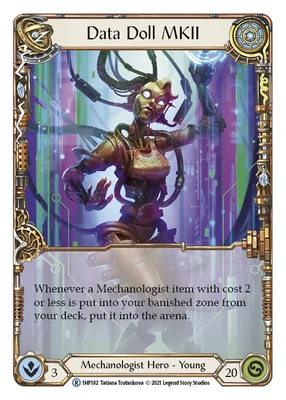 Data Doll MKII
Whenever a Mechanologist item with cost 2
or less is put into your banished zone from
your deck, put it into the arena.
Mechanologist Hero - Young
3
20
R 1HP182 Tatiana Trubnikova © 2021 Legend Story Studios